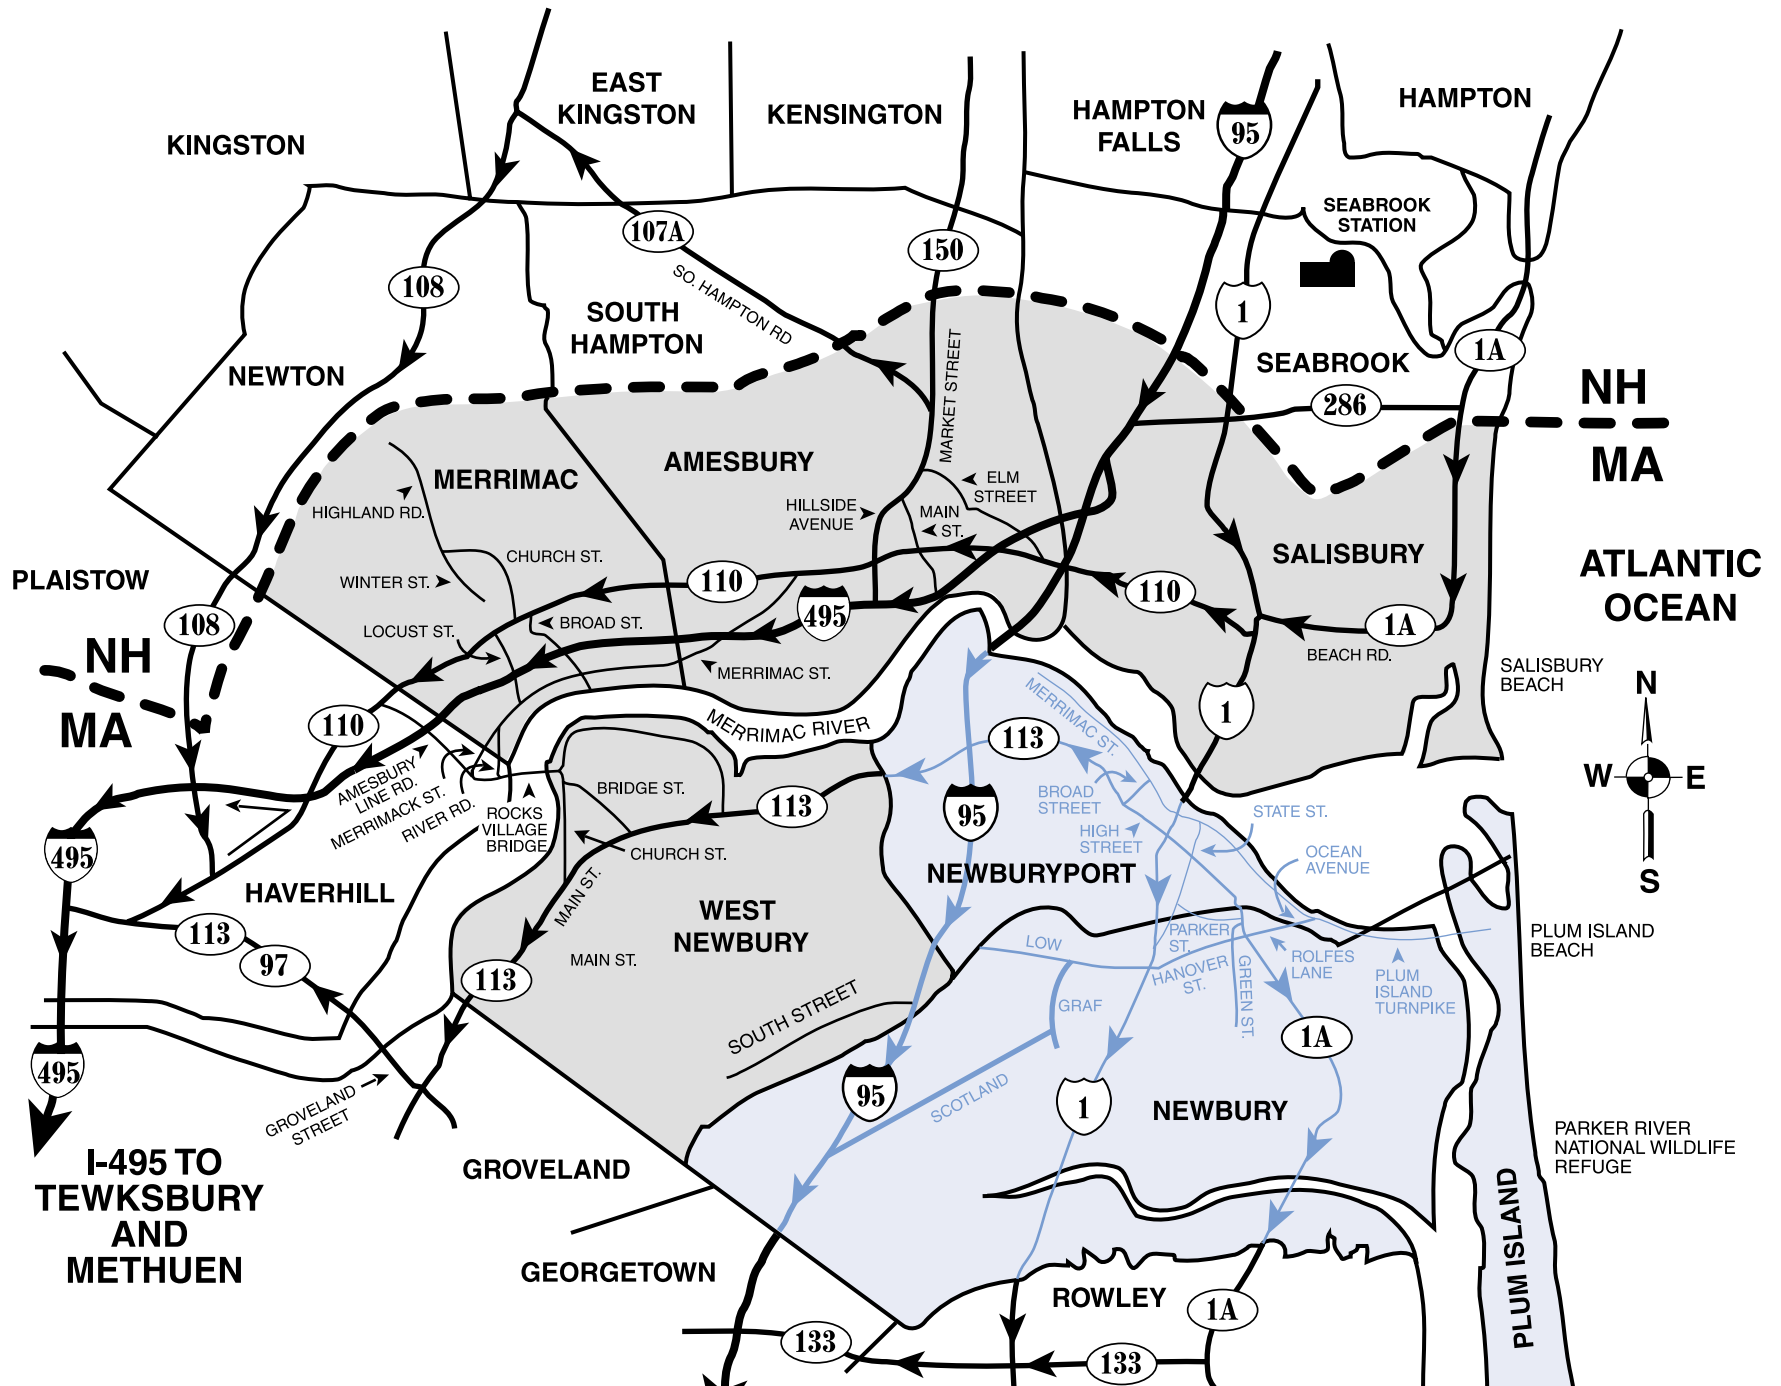 EAST
KINGSTON
KENSINGTON
HAMPTON
FALLS
95
HAMPTON
KINGSTON
SEABROOK
STATION
107A
150
108
SO. HAMPTON RD
1
SOUTH
HAMPTON
1A
NEWTON
MARKET STREET
SEABROOK
286
NH
MA
MERRIMAC
AMESBURY
HIGHLAND RD.
HILLSIDE
AVENUE
ELM
STREET
MAIN
ST.
CHURCH ST.
SALISBURY
ATLANTIC
OCEAN
PLAISTOW
WINTER ST.
110
110
495
108
LOCUST ST.
BROAD ST.
1A
BEACH RD.
NH
MA
MERRIMAC ST.
SALISBURY
BEACH
N
W
E
S
110
MERRIMAC RIVER
MERRIMAC ST.
1
113
AMESBURY
LINE RD.
MERRIMACK ST.
RIVER RD.
BRIDGE ST.
113
95
BROAD
STREET
STATE ST.
ROCKS
VILLAGE
BRIDGE
HIGH
STREET
495
CHURCH ST.
OCEAN
AVENUE
HAVERHILL
MAIN ST.
NEWBURYPORT
WEST
NEWBURY
113
97
MAIN ST.
113
LOW
PARKER
ST.
HANOVER
ST.
GREEN ST.
ROLFES
LANE
PLUM
ISLAND
TURNPIKE
PLUM ISLAND
BEACH
SOUTH STREET
GRAF
1A
495
95
SCOTLAND
1
NEWBURY
GROVELAND
STREET
PARKER RIVER
NATIONAL WILDLIFE
REFUGE
I-495 TO
TEWKSBURY
AND
METHUEN
GROVELAND
PLUM ISLAND
GEORGETOWN
ROWLEY
1A
133
133